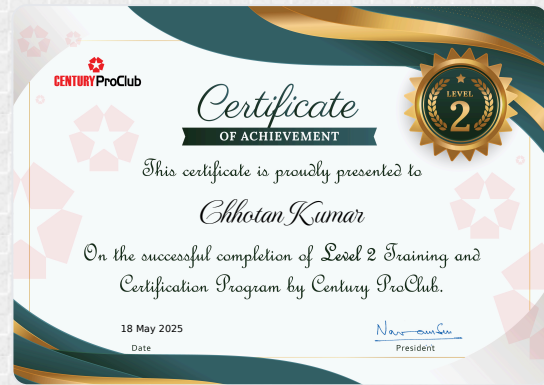 CENTURY ProClub
LEVEL
2
Certificate
OF ACHIEVEMENT
This certificate is proudly presented to
Chhotan Kumar
On the successful completion of Level 2 Training and
Certification Program by Century ProClub.
18 May 2025
Date
President